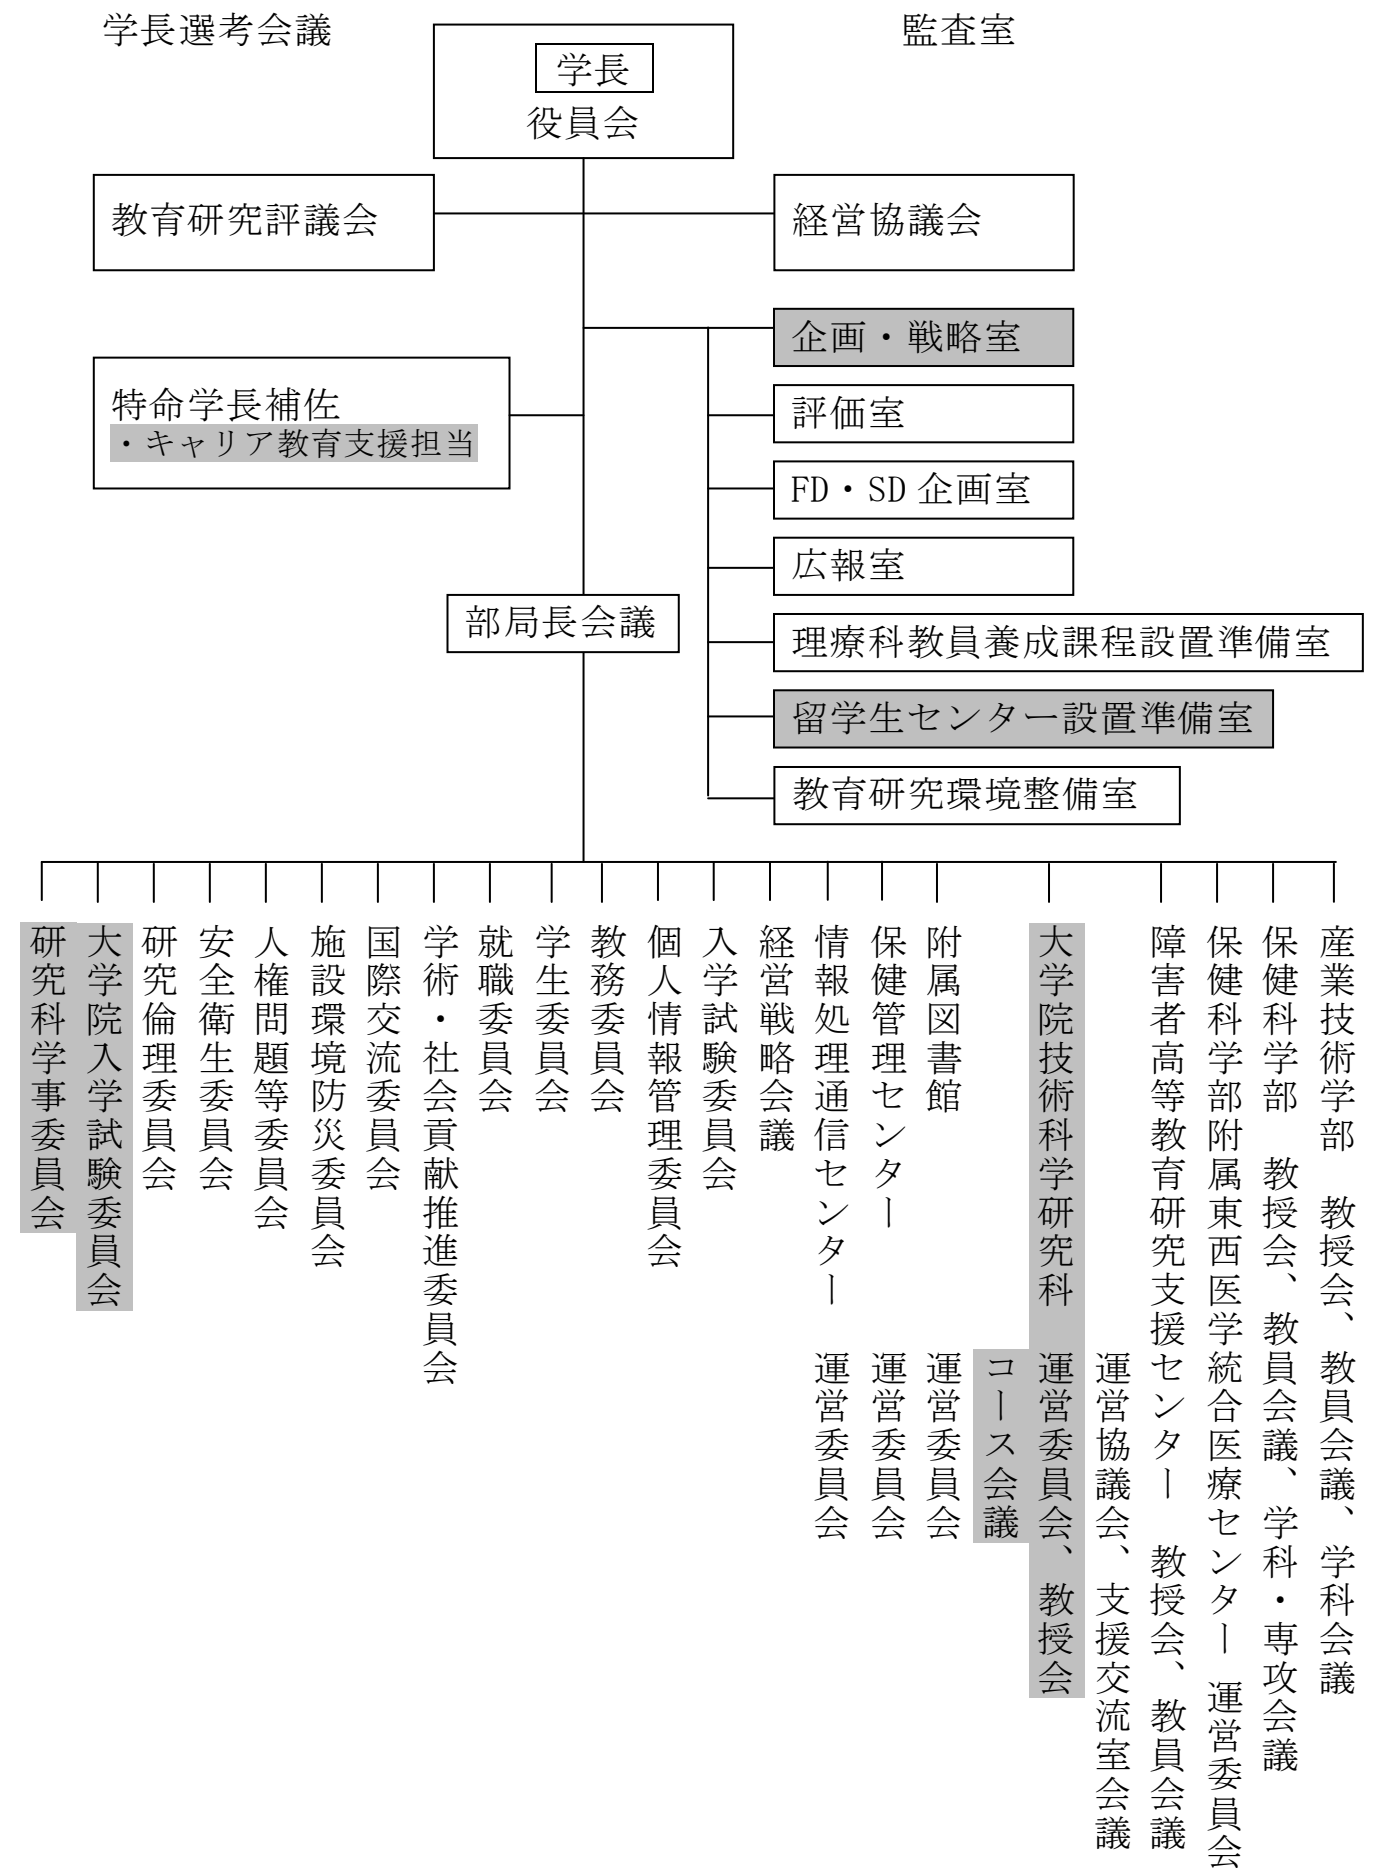 学長選考会議
監査室
学長
役員会
教育研究評議会
経営協議会
企画・戦略室
特命学長補佐
・キャリア教育支援担当
評価室
FD・SD企画室
広報室
部局長会議
理療科教員養成課程設置準備室
留学生センター設置準備室
教育研究環境整備室
産業技術学部 教授会、教員会議、学科会議
保健科学部 教授会、教員会議、学科・専攻会議
保健科学部附属東西医学統合医療センター 運営委員会
障害者高等教育研究支援センター 教授会、教員会議
運営協議会、支援交流室会議
大学院技術科学研究科 運営委員会、教授会
コース会議
附属図書館 運営委員会
保健管理センター 運営委員会
情報処理通信センター 運営委員会
経営戦略会議
入学試験委員会
個人情報管理委員会
教務委員会
学生委員会
就職委員会
学術・社会貢献推進委員会
国際交流委員会
施設環境防災委員会
人権問題等委員会
安全衛生委員会
研究倫理委員会
大学院入学試験委員会
研究科学事委員会